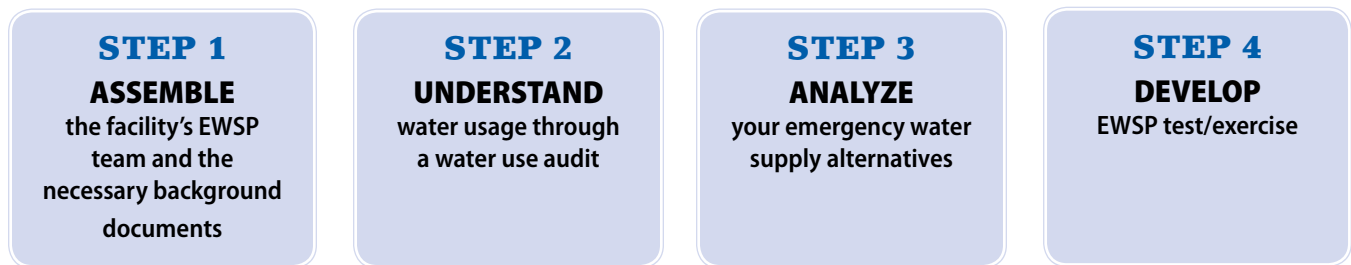 STEP 1
ASSEMBLE
the facility's EWSP
team and the
necessary background
documents
STEP 2
UNDERSTAND
water usage through
a water use audit
STEP 3
ANALYZE
your emergency water
supply alternatives
STEP 4
DEVELOP
EWSP test/exercise